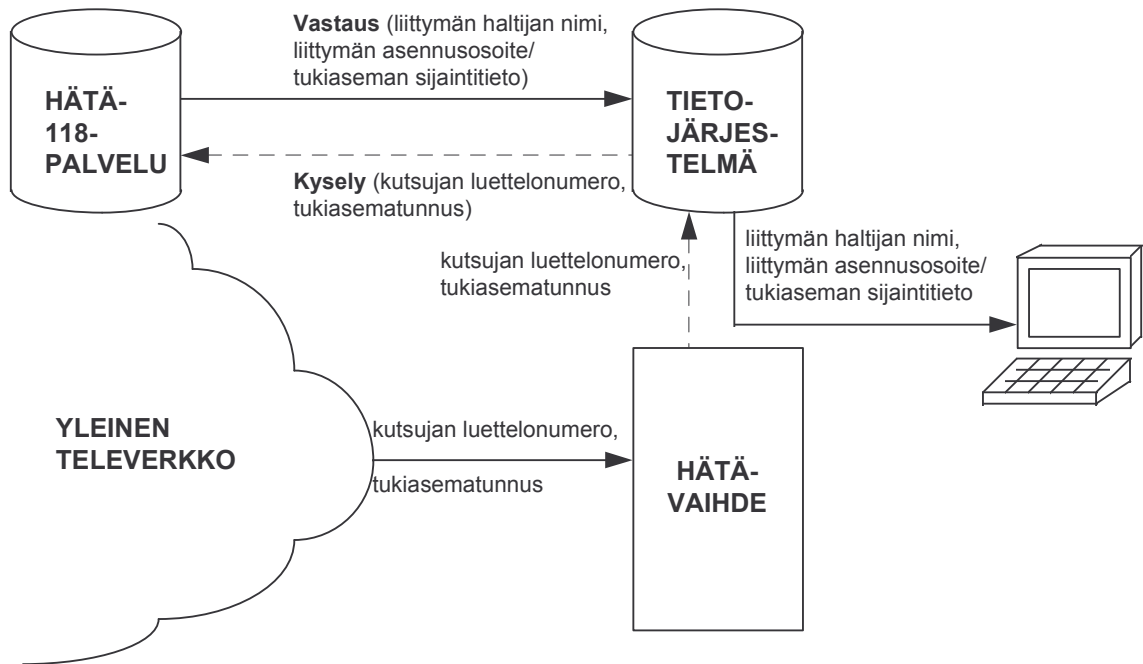 Vastaus (liittymän haltijan nimi,
liittymän asennusosoite/
tukiaseman sijaintitieto)
HÄTÄ-
118-
PALVELU
TIETO-
JÄRJES-
TELMÄ
Kysely (kutsujan luettelonumero,
tukiasematunnus)
kutsujan luettelonumero,
tukiasematunnus
liittymän haltijan nimi,
liittymän asennusosoite/
tukiaseman sijaintitieto
YLEINEN
TELEVERKKO
kutsujan luettelonumero,
tukiasematunnus
HÄTÄ-
VAIHDE